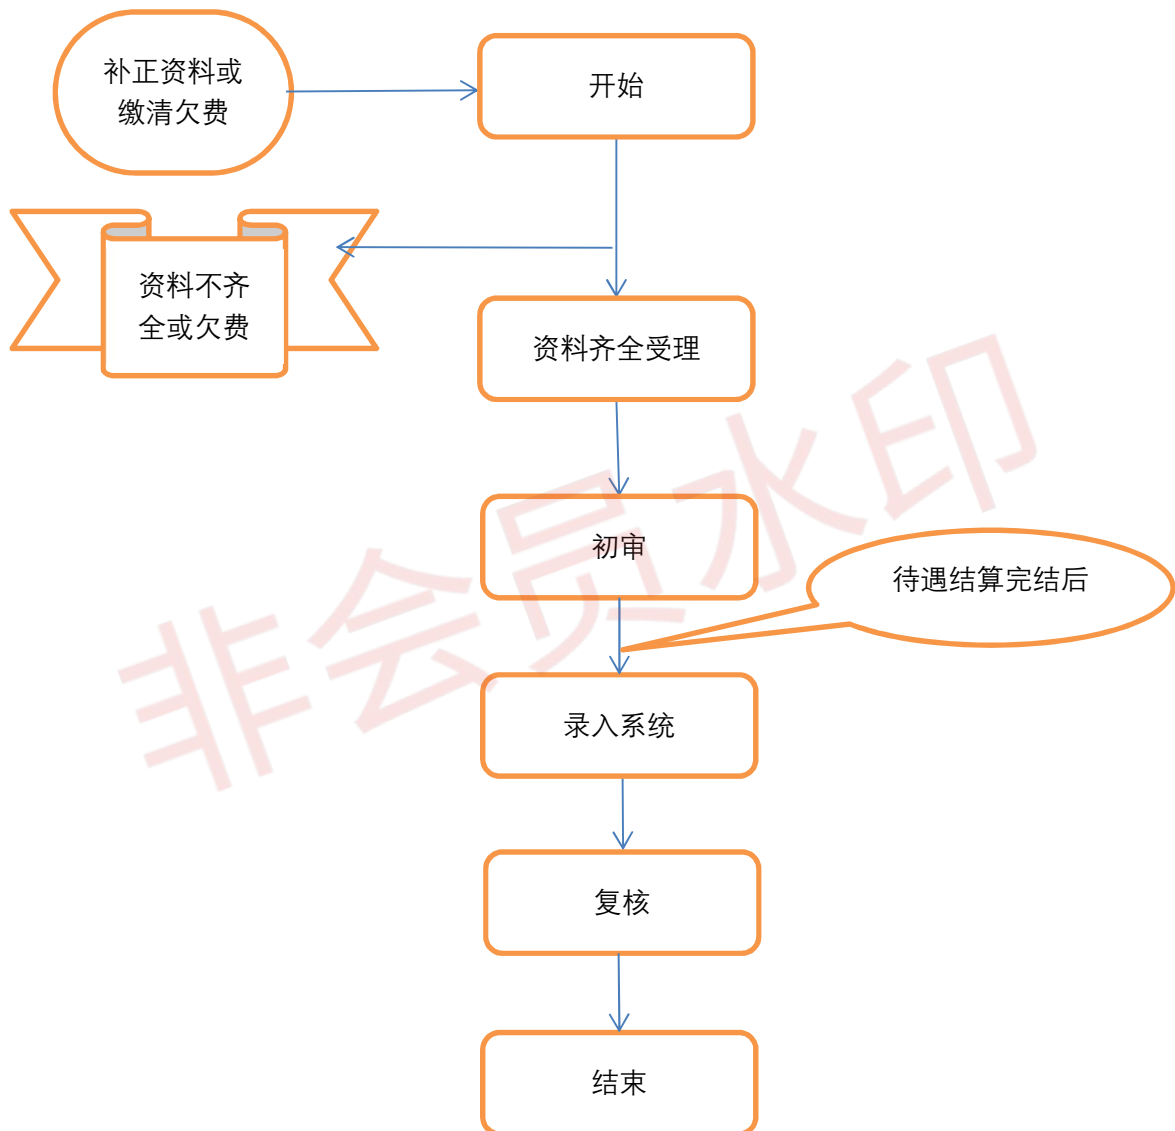 补正资料或
缴清欠费
开始
资料不齐
全或欠费
资料齐全受理
初审
待遇结算完结后
录入系统
复核
结束
非会员水印